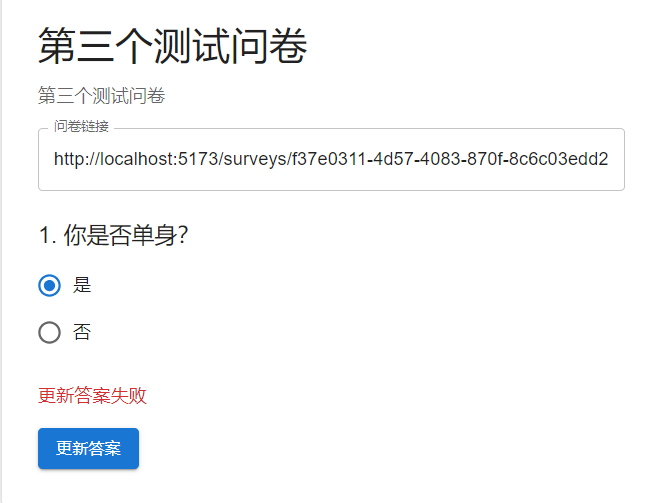 第三个测试问卷
第三个测试问卷
问卷链接
http://localhost:5173/surveys/f37e0311-4d57-4083-870f-8c6c03edd2
1. 你是否单身?
是
否
更新答案失败
更新答案